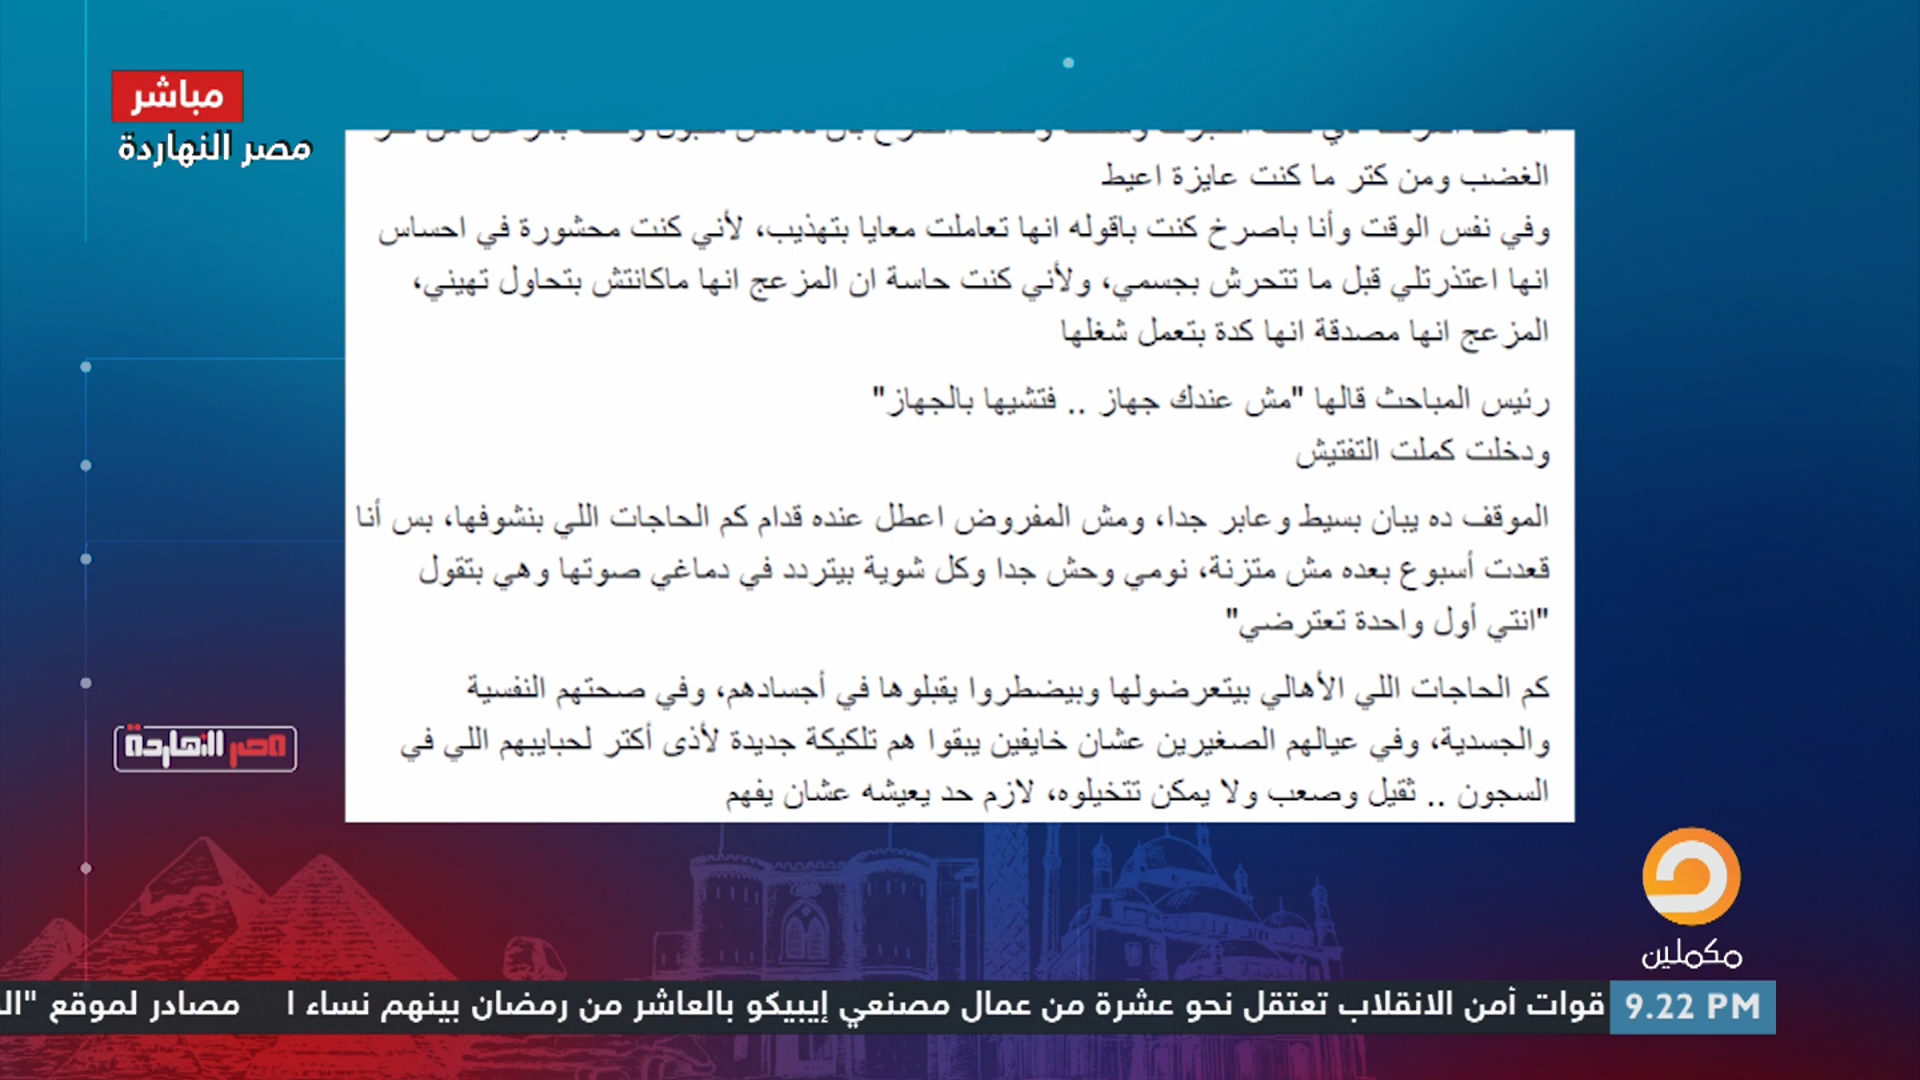 مباشر
مصر النهاردة
الغضب ومن كتر ما كنت عايزة اعيط
وفي نفس الوقت وأنا باصرخ كنت باقوله انها تعاملت معايا بتهذيب، لأني كنت محشورة في احساس
انها اعتذرتلي قبل ما تتحرش بجسمي، ولأني كنت حاسة ان المزعج انها ماكانتش بتحاول تهيني،
المزعج انها مصدقة انها كدة بتعمل شغلها
رئيس المباحث قالها "مش عندك جهاز .. فتشيها بالجهاز"
ودخلت كملت التفتيش
الموقف ده يبان بسيط وعابر جدا، ومش المفروض اعطل عنده قدام كم الحاجات اللي بنشوفها، بس أنا
قعدت أسبوع بعده مش متزنة، نومي وحش جدا وكل شوية بيتردد في دماغي صوتها وهي بتقول
"انتي أول واحدة تعترضي"
كم الحاجات اللي الأهالي بيتعرضولها وبيضطروا يقبلوها في أجسادهم، وفي صحتهم النفسية
والجسدية، وفي عيالهم الصغيرين عشان خايفين يبقوا هم تلكيكة جديدة لأذى أكتر لحبايبهم اللي في
السجون .. ثقيل وصعب ولا يمكن تتخيلوه، لازم حد يعيشه عشان يفهم
مصر النهاردة
مكملين
9.22 PM
قوات أمن الانقلاب تعتقل نحو عشرة من عمال مصنعي إيبيكو بالعاشر من رمضان بينهم نساء ا مصادر لموقع "الـ